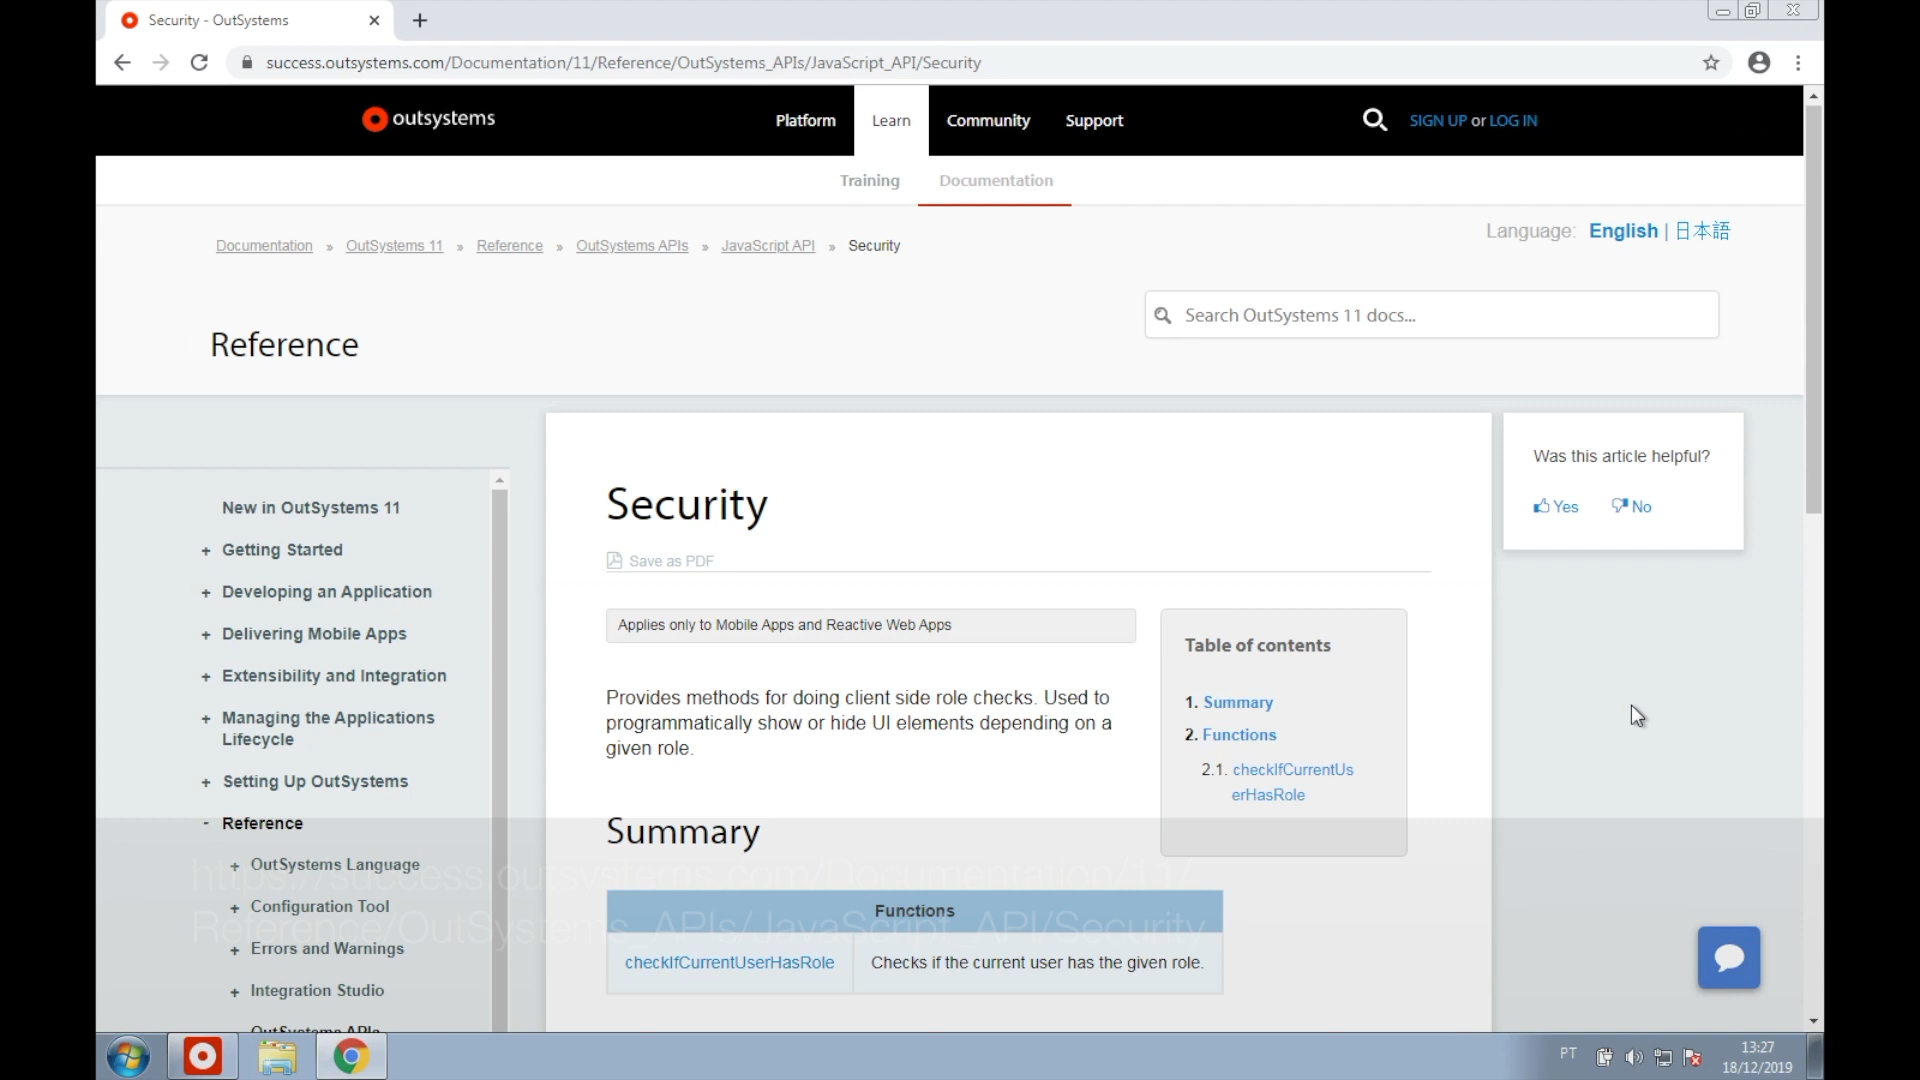 Security - OutSystems
success.outsystems.com/Documentation/11/Reference/OutSystems_APIs/JavaScript_API/Security
outsystems
Platform
Learn
Community
Support
SIGN UP or LOG IN
Training
Documentation
Language: English | 日本語
Documentation » OutSystems 11 » Reference » OutSystems APIs » JavaScript API » Security
Search OutSystems 11 docs...
Reference
New in OutSystems 11
+ Getting Started
+ Developing an Application
+ Delivering Mobile Apps
+ Extensibility and Integration
+ Managing the Applications
Lifecycle
+ Setting Up OutSystems
- Reference
+ OutSystems Language
+ Configuration Tool
+ Errors and Warnings
+ Integration Studio
OutSystems APIs
Security
Save as PDF
Applies only to Mobile Apps and Reactive Web Apps
Provides methods for doing client side role checks. Used to
programmatically show or hide UI elements depending on a
given role.
Table of contents
1. Summary
2. Functions
2.1. checkIfCurrentUs
erHasRole
Summary
Functions
checkIfCurrentUserHasRole
Checks if the current user has the given role.
Was this article helpful?
Yes
No
https://success.outsystems.com/Documentation/11/
Reference/OutSystems_APIs/JavaScript_API/Security
PT
13:27
18/12/2019